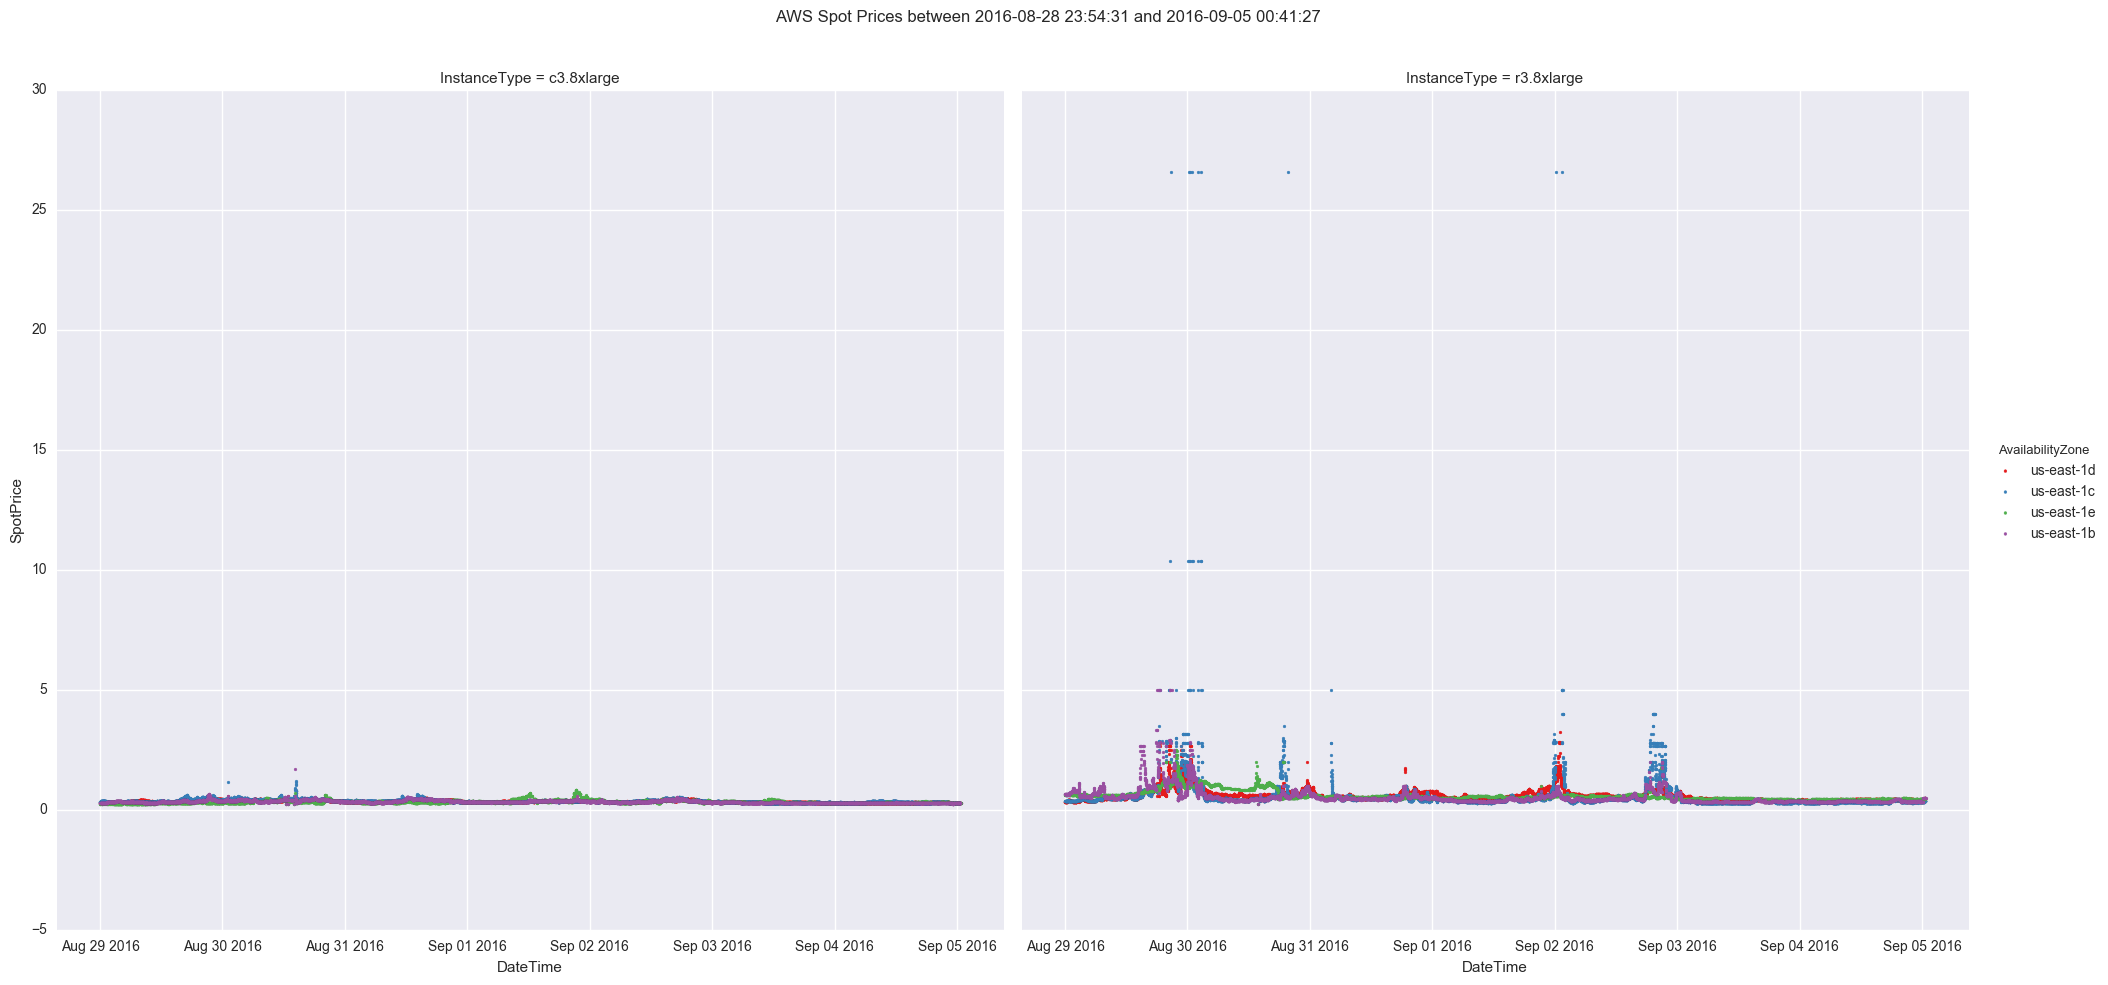 AWS Spot Prices between 2016-08-28 23:54:31 and 2016-09-05 00:41:27
InstanceType = c3.8xlarge
InstanceType = r3.8xlarge
30
25
20
15
10
5
0
−5
SpotPrice
Aug 29 2016 Aug 30 2016 Aug 31 2016 Sep 01 2016 Sep 02 2016 Sep 03 2016 Sep 04 2016 Sep 05 2016
DateTime
Aug 29 2016 Aug 30 2016 Aug 31 2016 Sep 01 2016 Sep 02 2016 Sep 03 2016 Sep 04 2016 Sep 05 2016
DateTime
AvailabilityZone
us-east-1d
us-east-1c
us-east-1e
us-east-1b